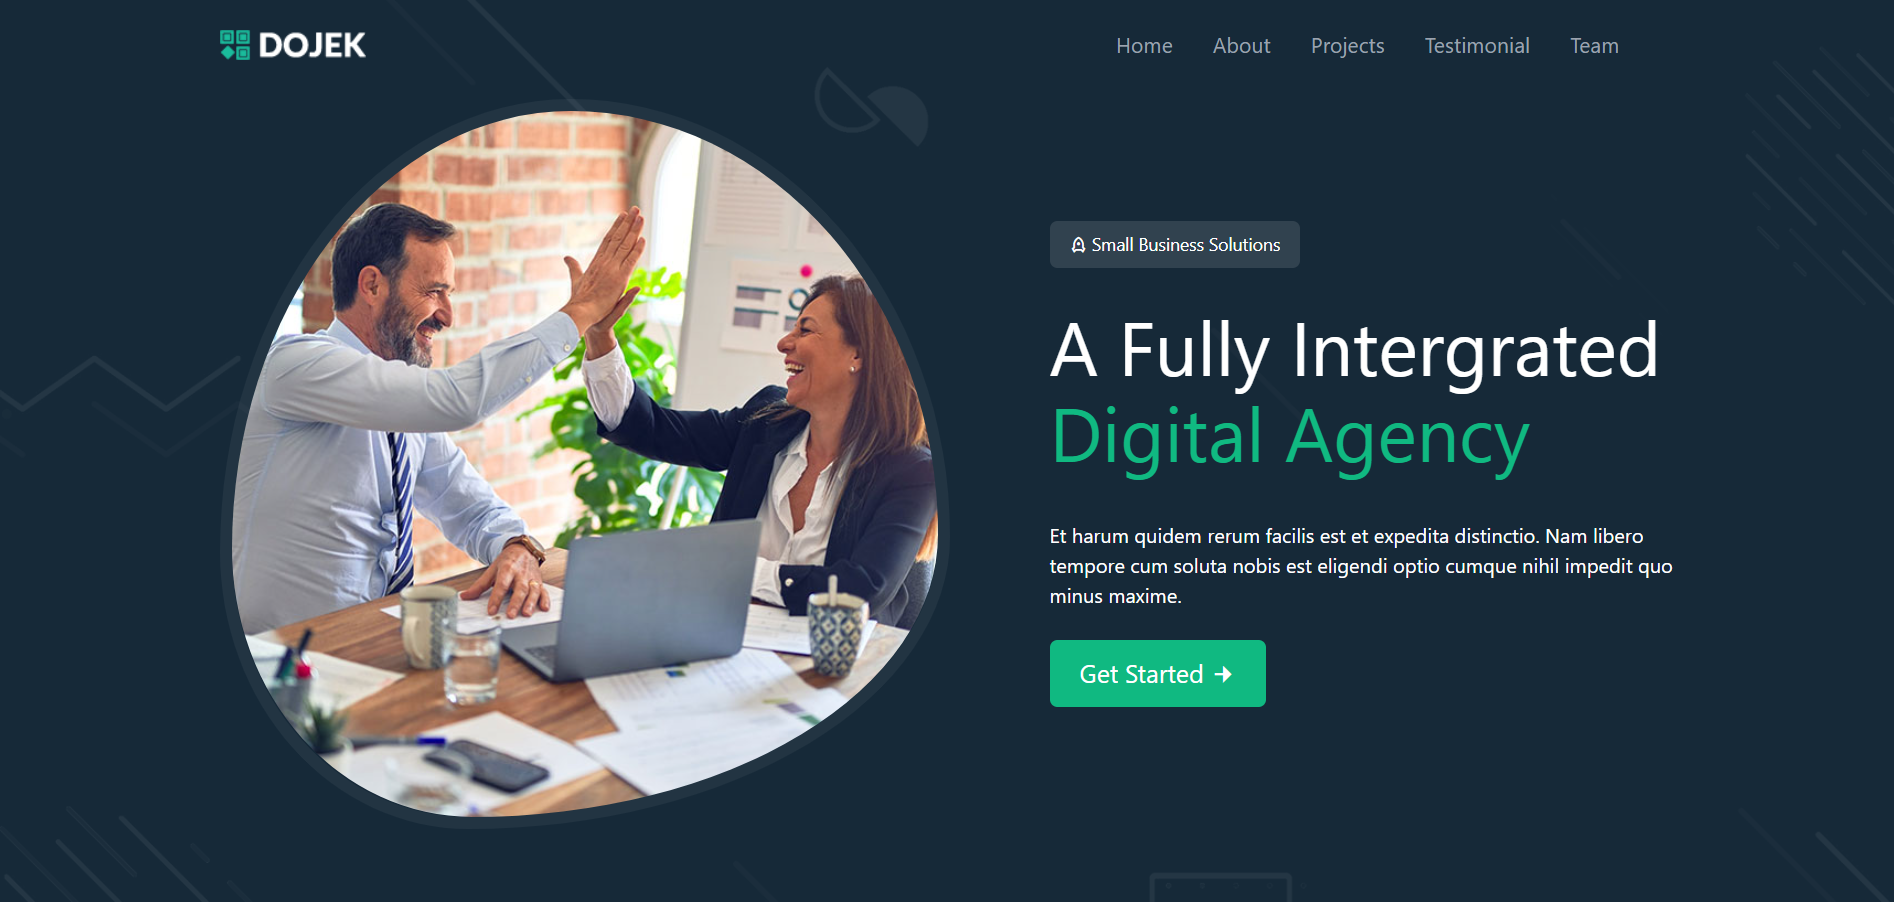 DOJEK
Home About Projects Testimonial Team
Small Business Solutions
A Fully Intergrated
Digital Agency
Et harum quidem rerum facilis est et expedita distinctio. Nam libero
tempore cum soluta nobis est eligendi optio cumque nihil impedit quo
minus maxime.
Get Started